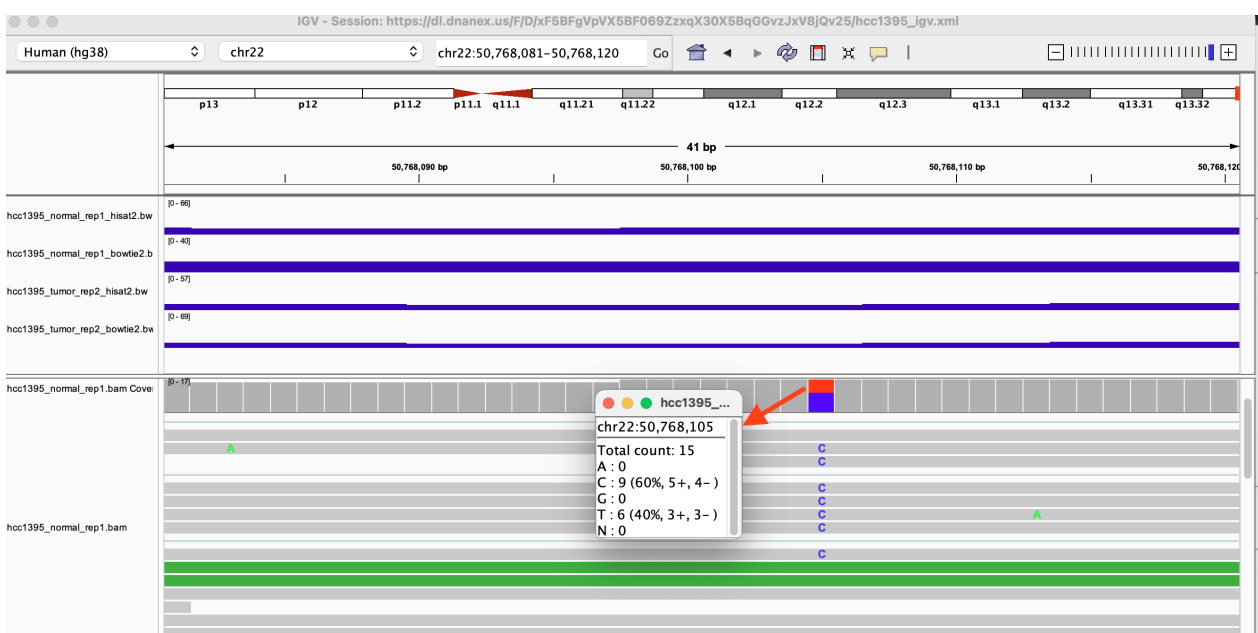 IGV - Session: https://dl.dnanex.us/F/D/xF5BFgVpVX5BF069ZzxqX30X5BqGGvzJxV8jQv25/hcc1395_igv.xml
Human (hg38) chr22 chr22:50,768,081-50,768,120 Go
p13 p12 p11.2 p11.1 q11.1 q11.21 q11.22 q12.1 q12.2 q12.3 q13.1 q13.2 q13.31 q13.32
41 bp
50,768,090 bp 50,768,100 bp 50,768,110 bp 50,768,120
hcc1395_normal_rep1_hisat2.bw [0 - 66]
hcc1395_normal_rep1_bowtie2.b [0 - 40]
hcc1395_tumor_rep2_hisat2.bw [0 - 57]
hcc1395_tumor_rep2_bowtie2.bw [0 - 69]
hcc1395_normal_rep1.bam Cover [0 - 17]
hcc1395_...
chr22:50,768,105
Total count: 15
A : 0
C : 9 (60%, 5+, 4- )
G : 0
T : 6 (40%, 3+, 3- )
N : 0
A C
C
C
C
C A
hcc1395_normal_rep1.bam C
C